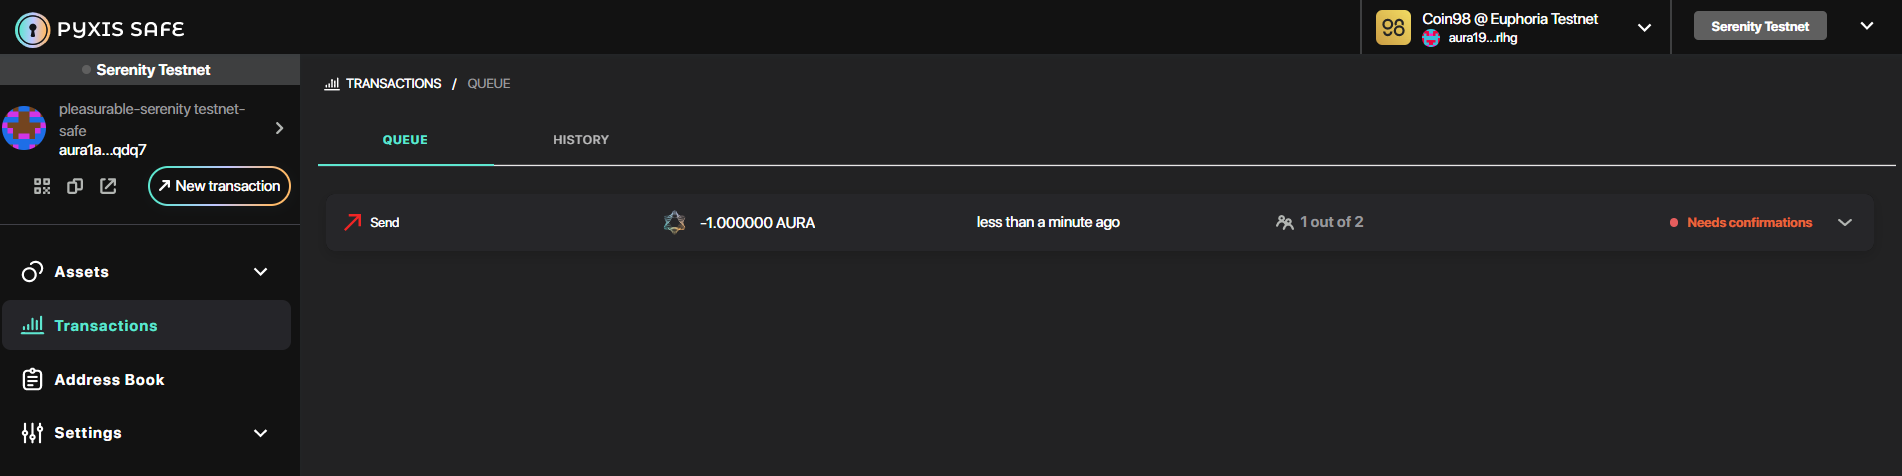 PYXIS SAFE
Coin98 @ Euphoria Testnet
aura19...rlhg
Serenity Testnet
Serenity Testnet
pleasurable-serenity testnet-
safe
aura1a...qdq7
New transaction
Assets
Transactions
Address Book
Settings
TRANSACTIONS / QUEUE
QUEUE HISTORY
Send -1.000000 AURA less than a minute ago 1 out of 2 Needs confirmations